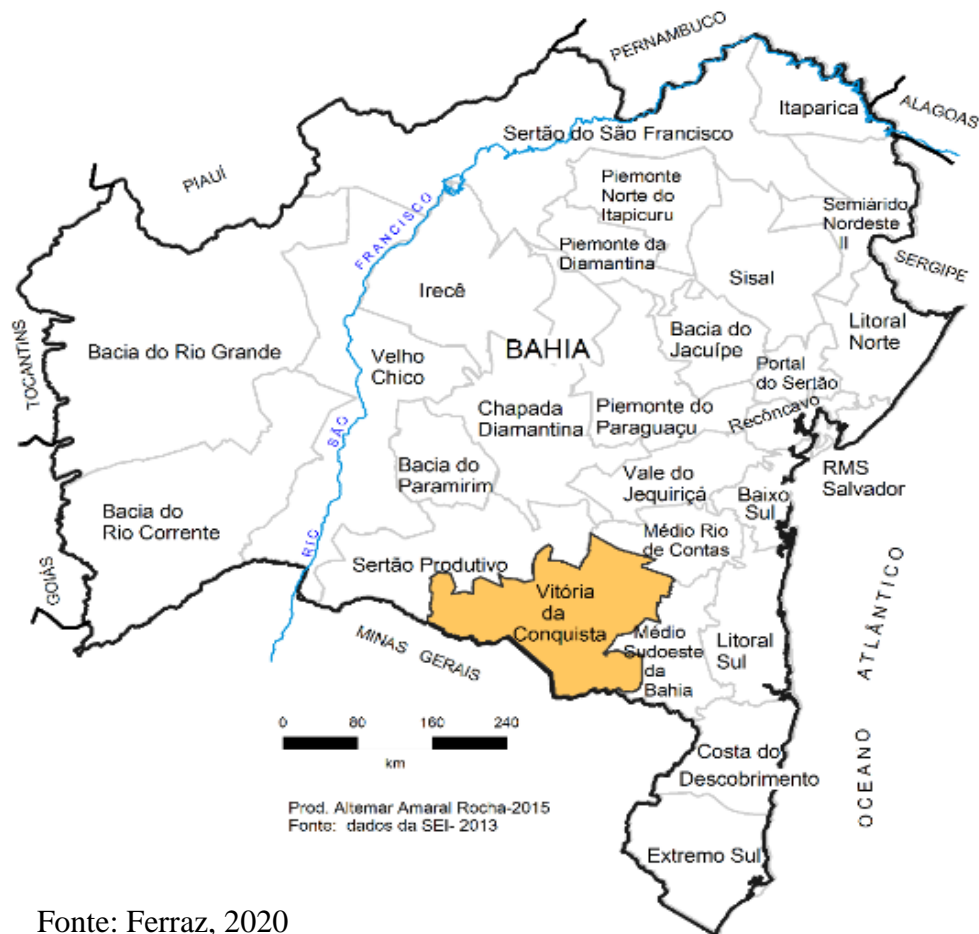 PERNAMBUCO
Itaparica
ALAGOAS
Sertão do São Francisco
PIAUÍ
Piemonte
Norte do
Itapicuru
Semiárido
Nordeste
II
FRANCISCO
Piemonte da
Diamantina
SERGIPE
Sisal
Irecê
TOCANTINS
Bacia do Rio Grande
Velho
Chico
BAHIA
Bacia do
Jacuípe
Litoral
Norte
Portal
do Sertão
Chapada
Diamantina
Piemonte do
Paraguaçu
Recôncavo
SÃO
Bacia do
Paramirim
Vale do
Jequiriçá
RMS
Salvador
Baixo
Sul
Bacia do
Rio Corrente
Médio Rio
de Contas
RIO
GOIÁS
Sertão Produtivo
Vitória
da
Conquista
MINAS GERAIS
Médio
Sudoeste
da
Bahia
Litoral
Sul
OCEANO ATLÂNTICO
0 80 160 240
km
Costa do
Descobrimento
Prod. Altemar Amaral Rocha-2015
Fonte: dados da SEI- 2013
Extremo Sul
Fonte: Ferraz, 2020